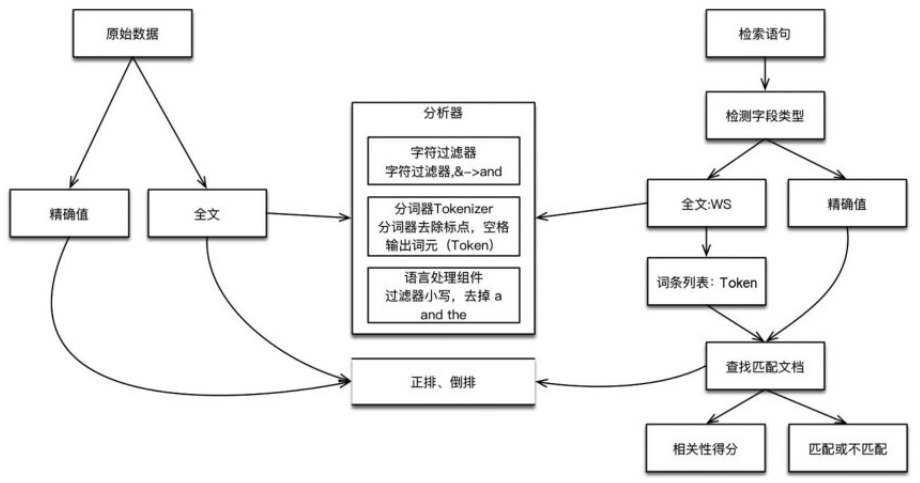 原始数据
检索语句
分析器
检测字段类型
字符过滤器
字符过滤器,&->and
精确值
全文
分词器Tokenizer
分词器去除标点，空格
输出词元（Token）
全文:WS
精确值
语言处理组件
过滤器小写，去掉 a
and the
词条列表：Token
正排、倒排
查找匹配文档
相关性得分
匹配或不匹配